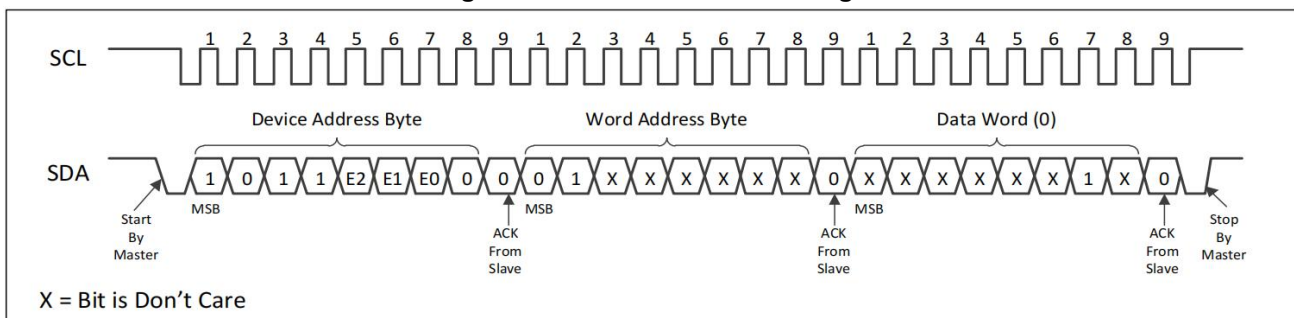 SCL
1 2 3 4 5 6 7 8 9 1 2 3 4 5 6 7 8 9 1 2 3 4 5 6 7 8 9
Device Address Byte Word Address Byte Data Word (0)
SDA
1 0 1 1 E2 E1 E0 0 0 0 1 X X X X X X 0 X X X X X X 1 X 0
MSB MSB MSB
Start
By
Master
ACK
From
Slave
ACK
From
Slave
ACK
From
Slave
Stop
By
Master
X = Bit is Don't Care